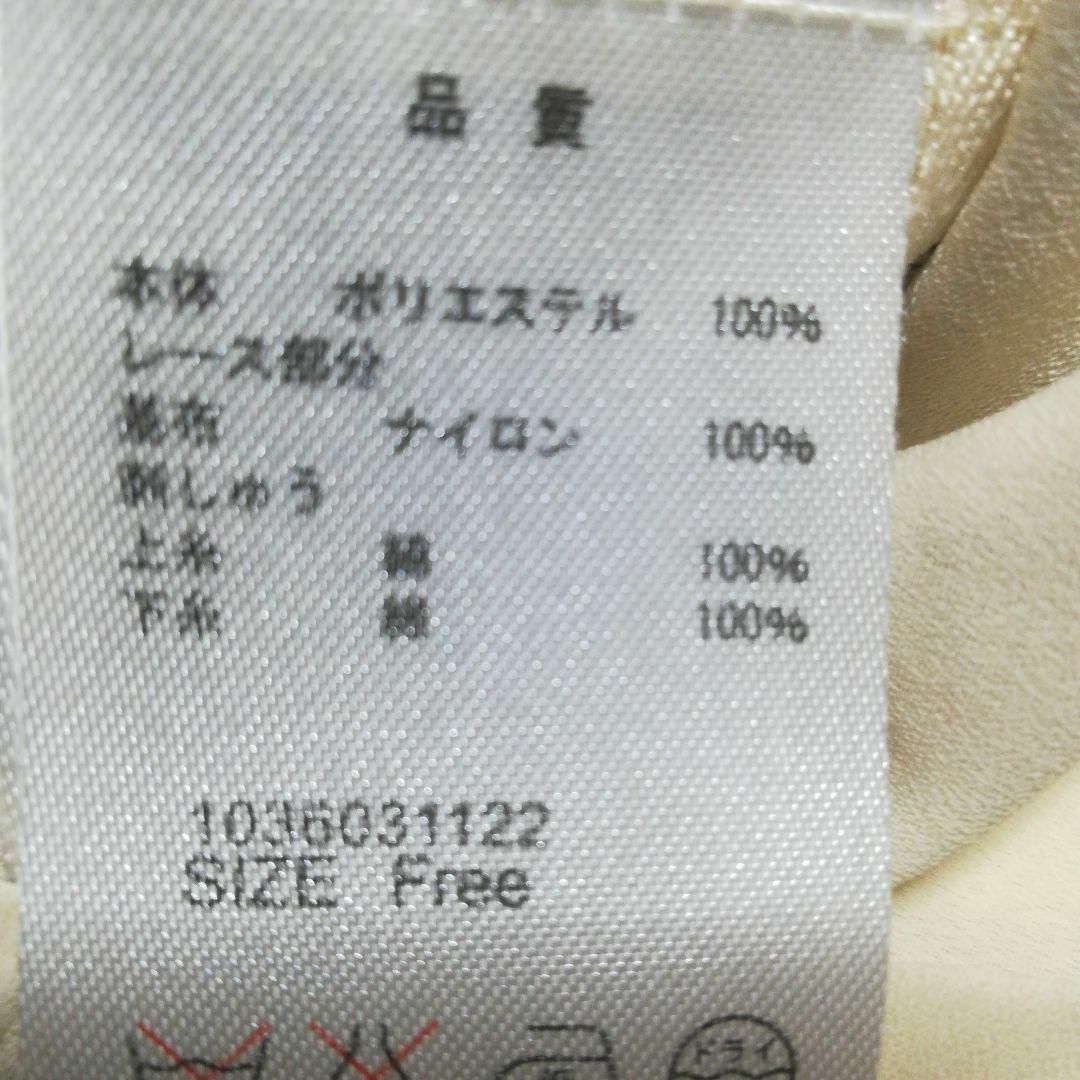 品 質
本体 ポリエステル 100%
レース部分
基布 ナイロン 100%
刺しゅう
上糸 綿 100%
下糸 綿 100%
1036031122
SIZE Free
ドライ